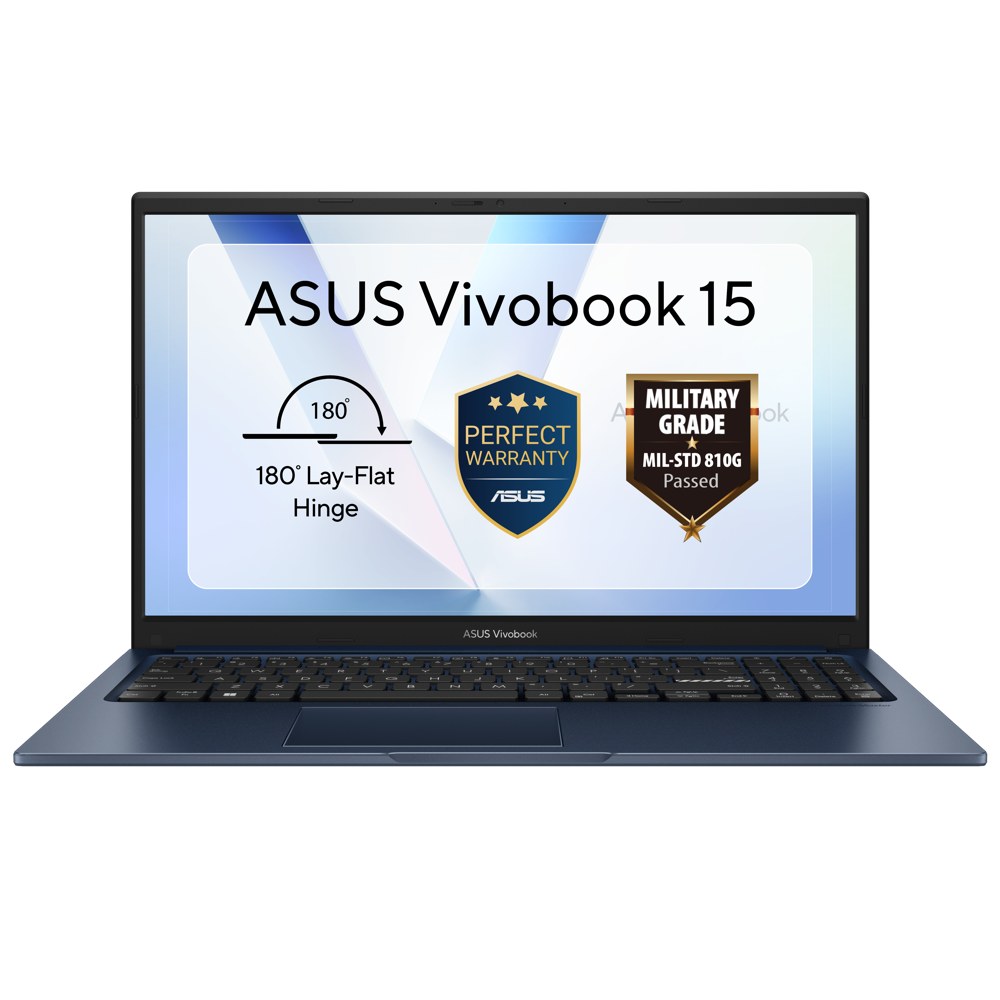 ASUS Vivobook 15
180°
180° Lay-Flat
Hinge
PERFECT
WARRANTY
ASUS
MILITARY
GRADE
MIL-STD 810G
Passed
ASUS Vivobook